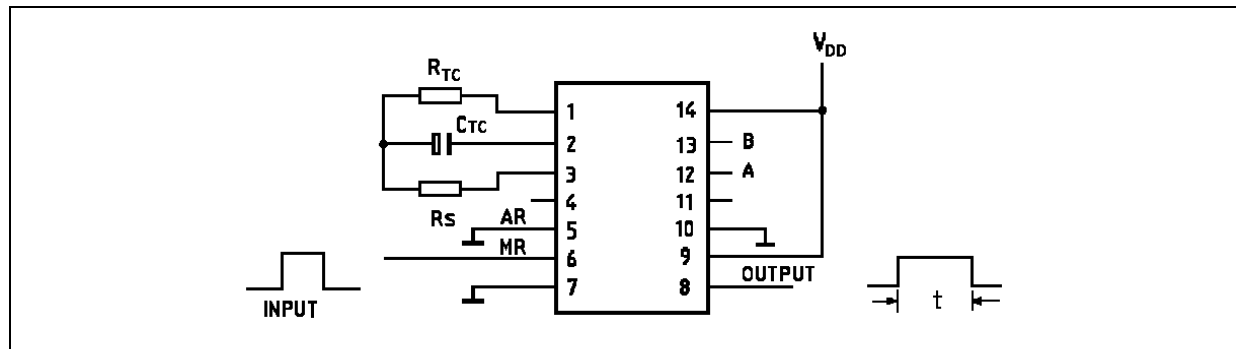 V_DD
R_TC
1 14
C_TC
2 13 B
3 12 A
R_S
4 11
AR
5 10
MR
6 9
OUTPUT
7 8
INPUT
t